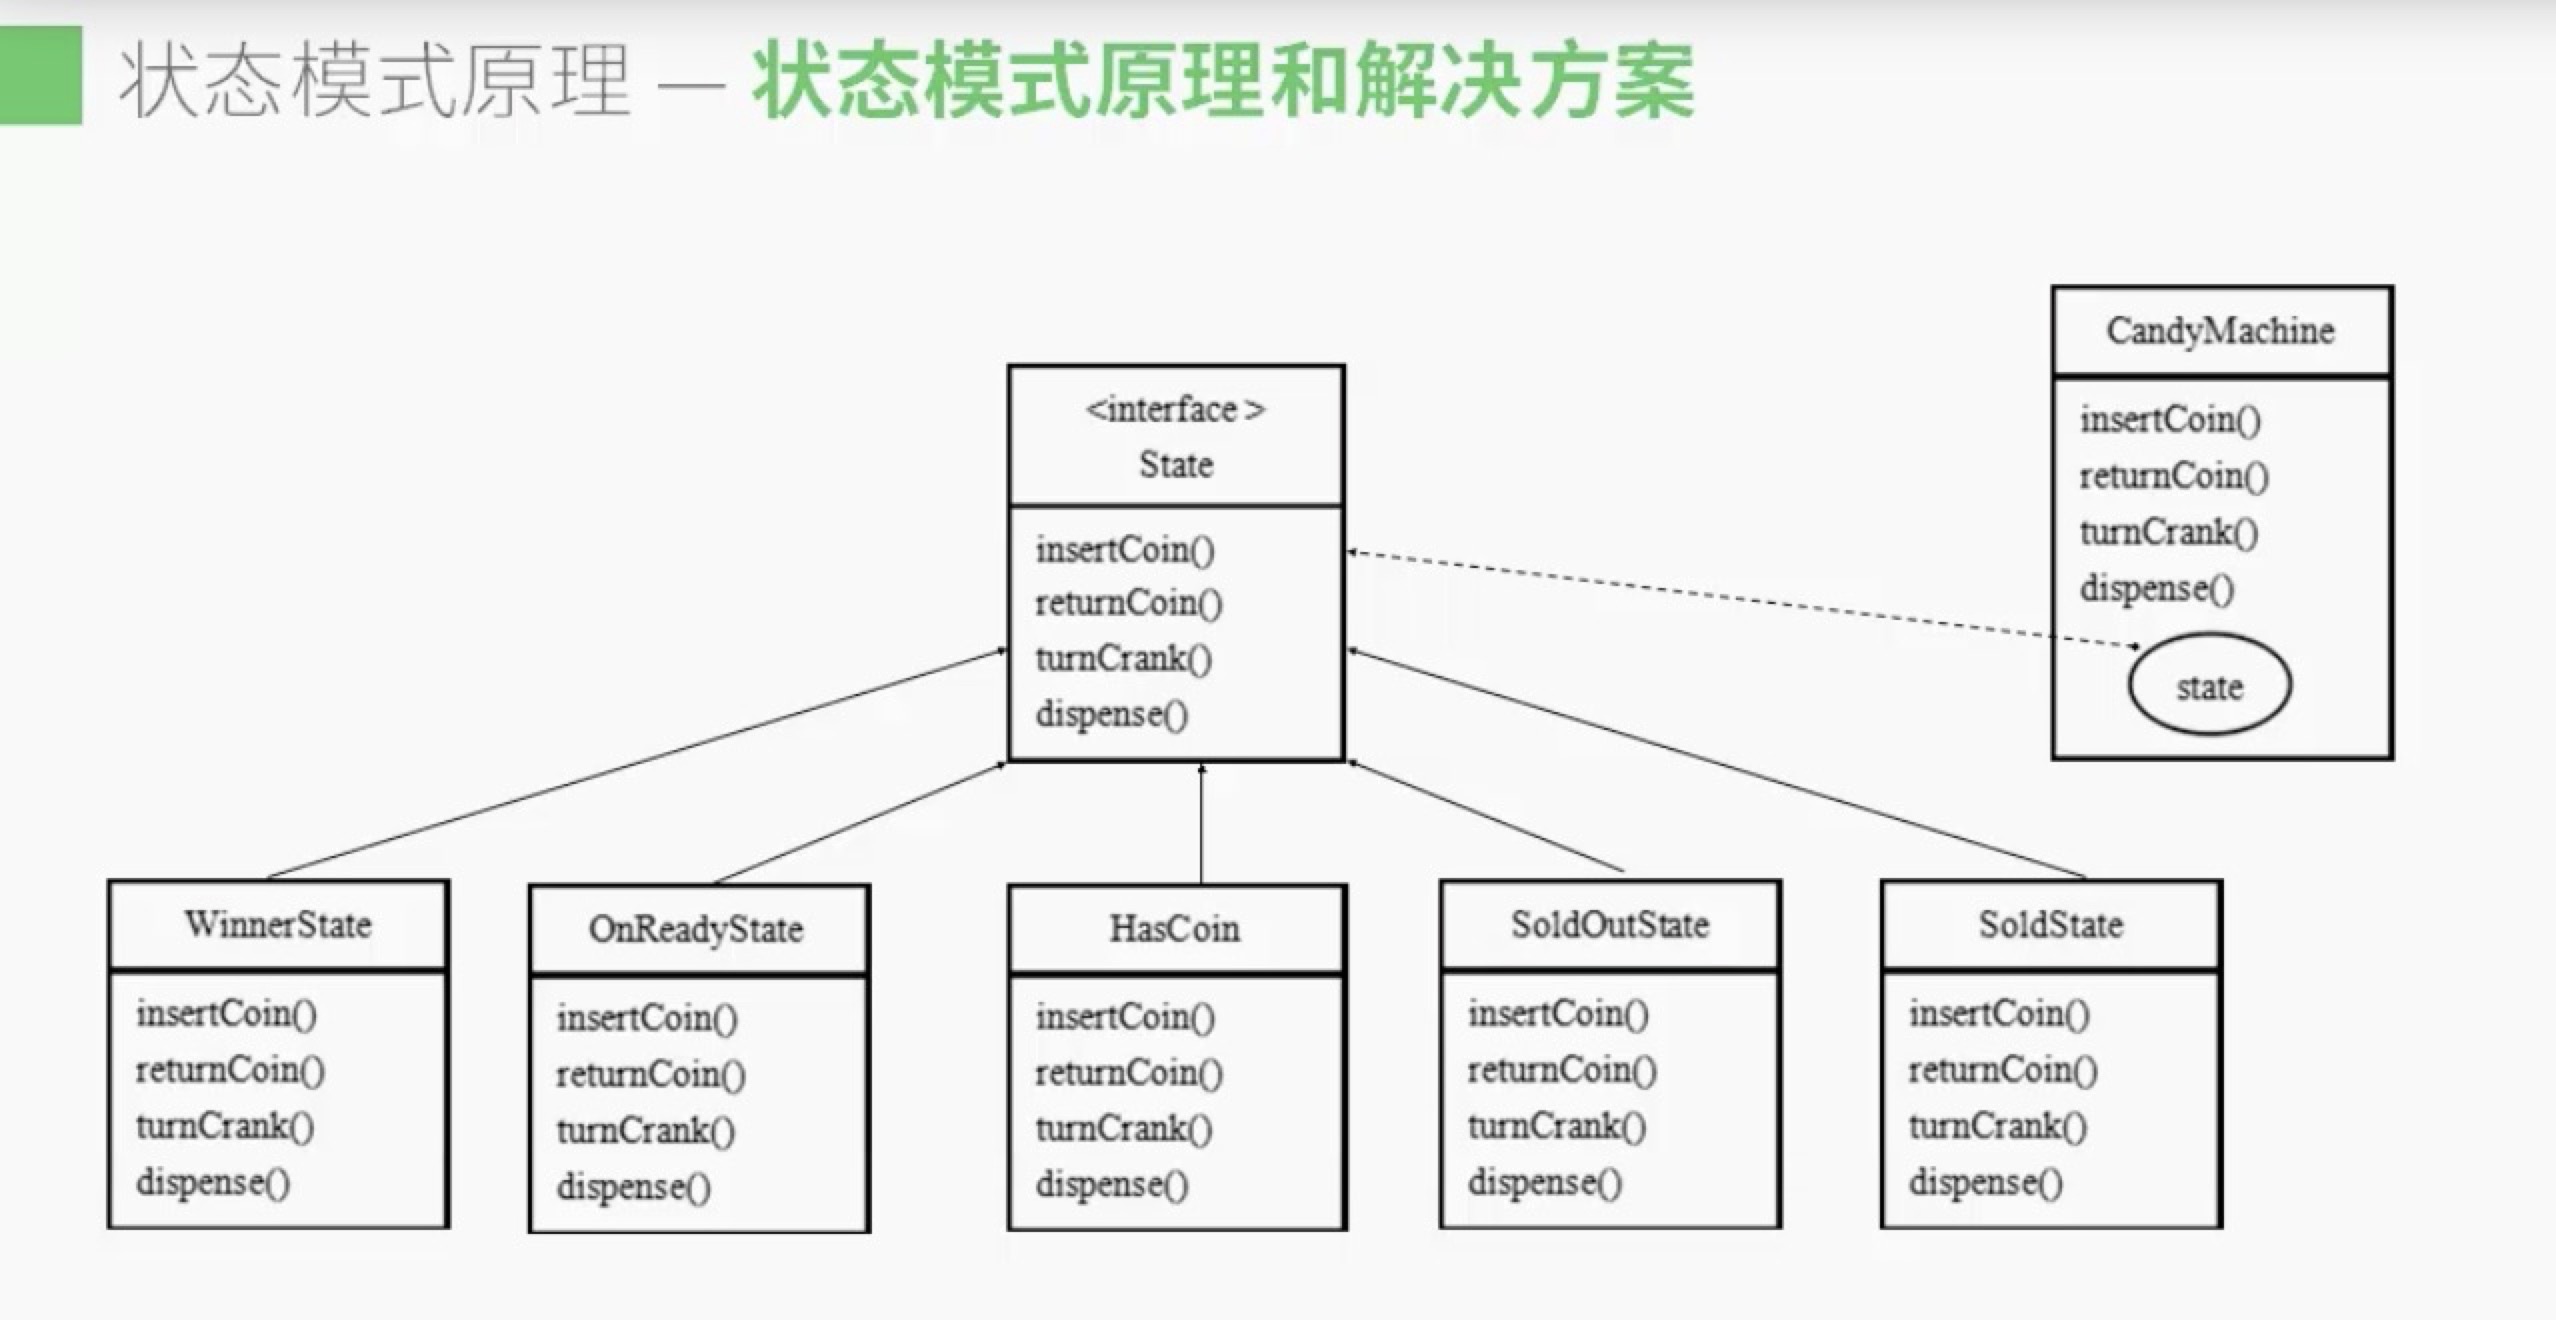 状态模式原理 — 状态模式原理和解决方案
CandyMachine
insertCoin()
returnCoin()
turnCrank()
dispense()
state
<interface >
State
insertCoin()
returnCoin()
turnCrank()
dispense()
WinnerState
insertCoin()
returnCoin()
turnCrank()
dispense()
OnReadyState
insertCoin()
returnCoin()
turnCrank()
dispense()
HasCoin
insertCoin()
returnCoin()
turnCrank()
dispense()
SoldOutState
insertCoin()
returnCoin()
turnCrank()
dispense()
SoldState
insertCoin()
returnCoin()
turnCrank()
dispense()